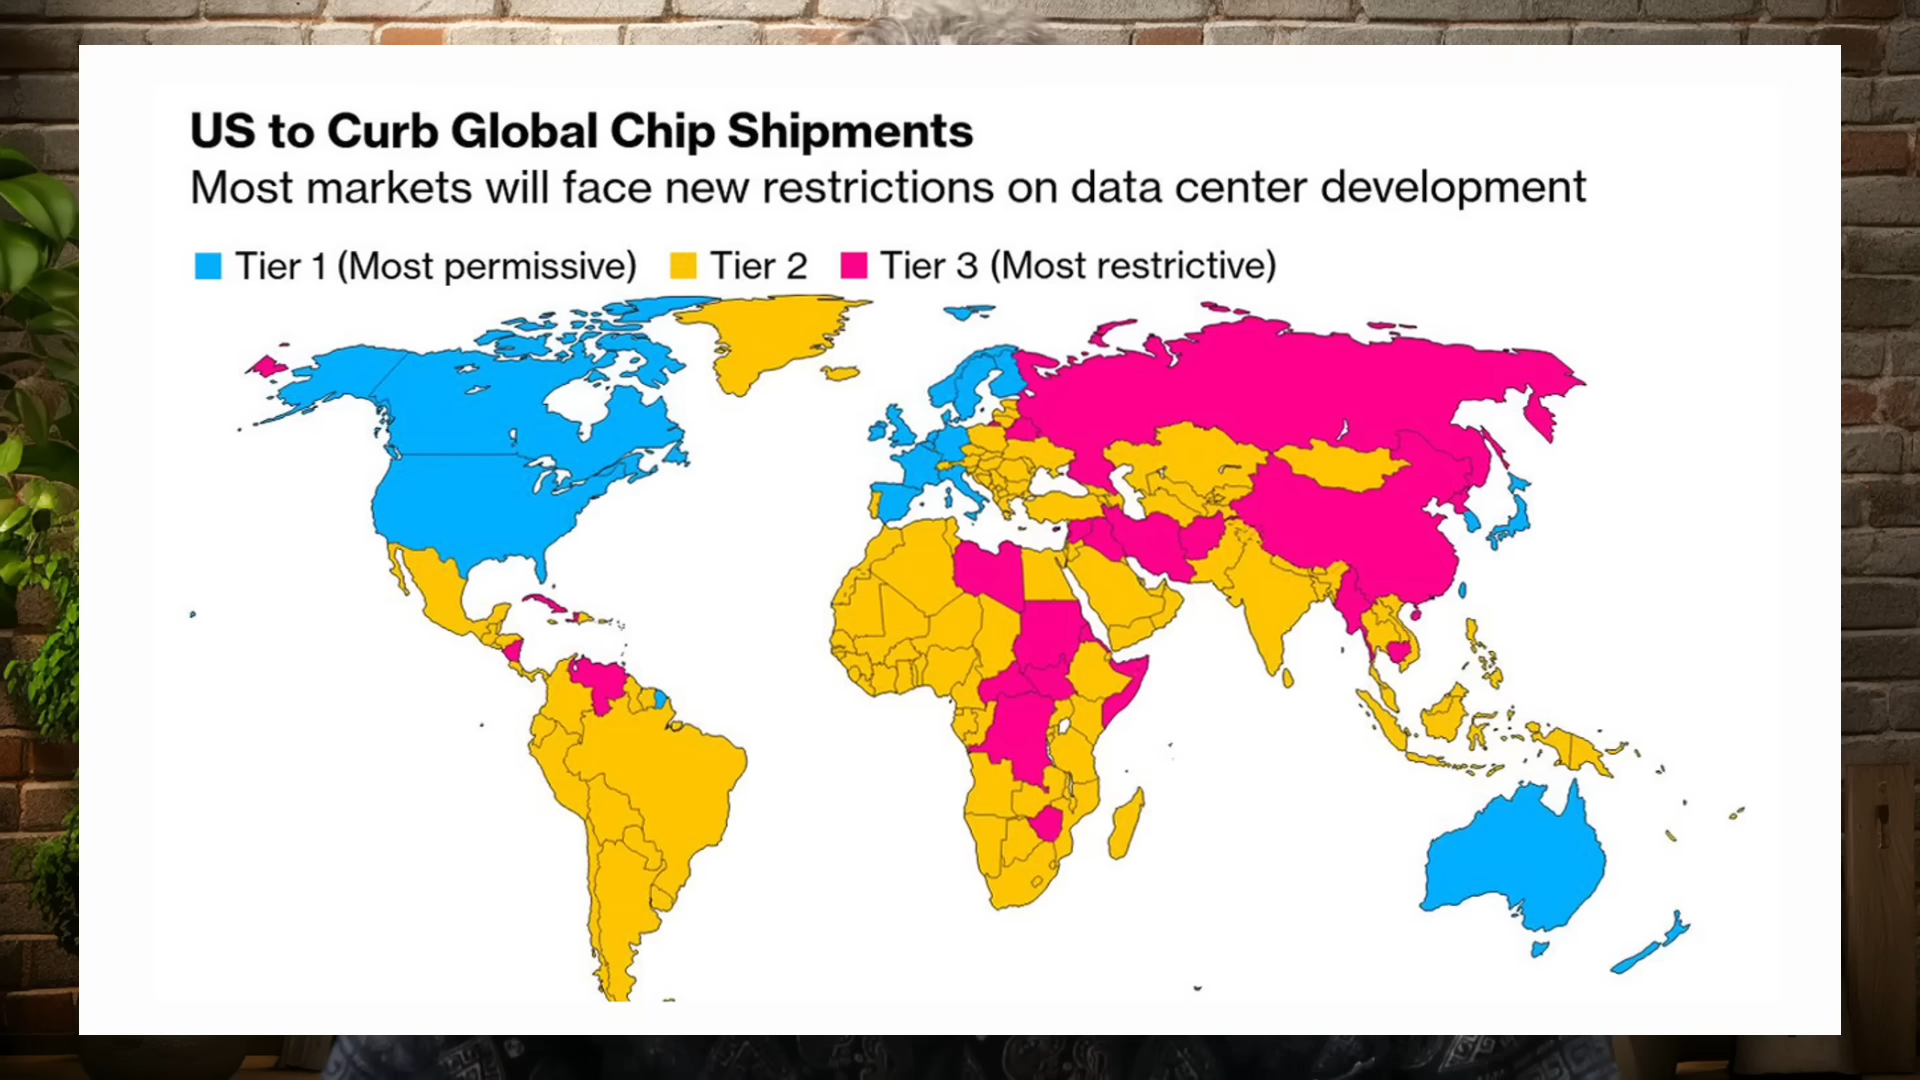 US to Curb Global Chip Shipments
Most markets will face new restrictions on data center development
Tier 1 (Most permissive) Tier 2 Tier 3 (Most restrictive)